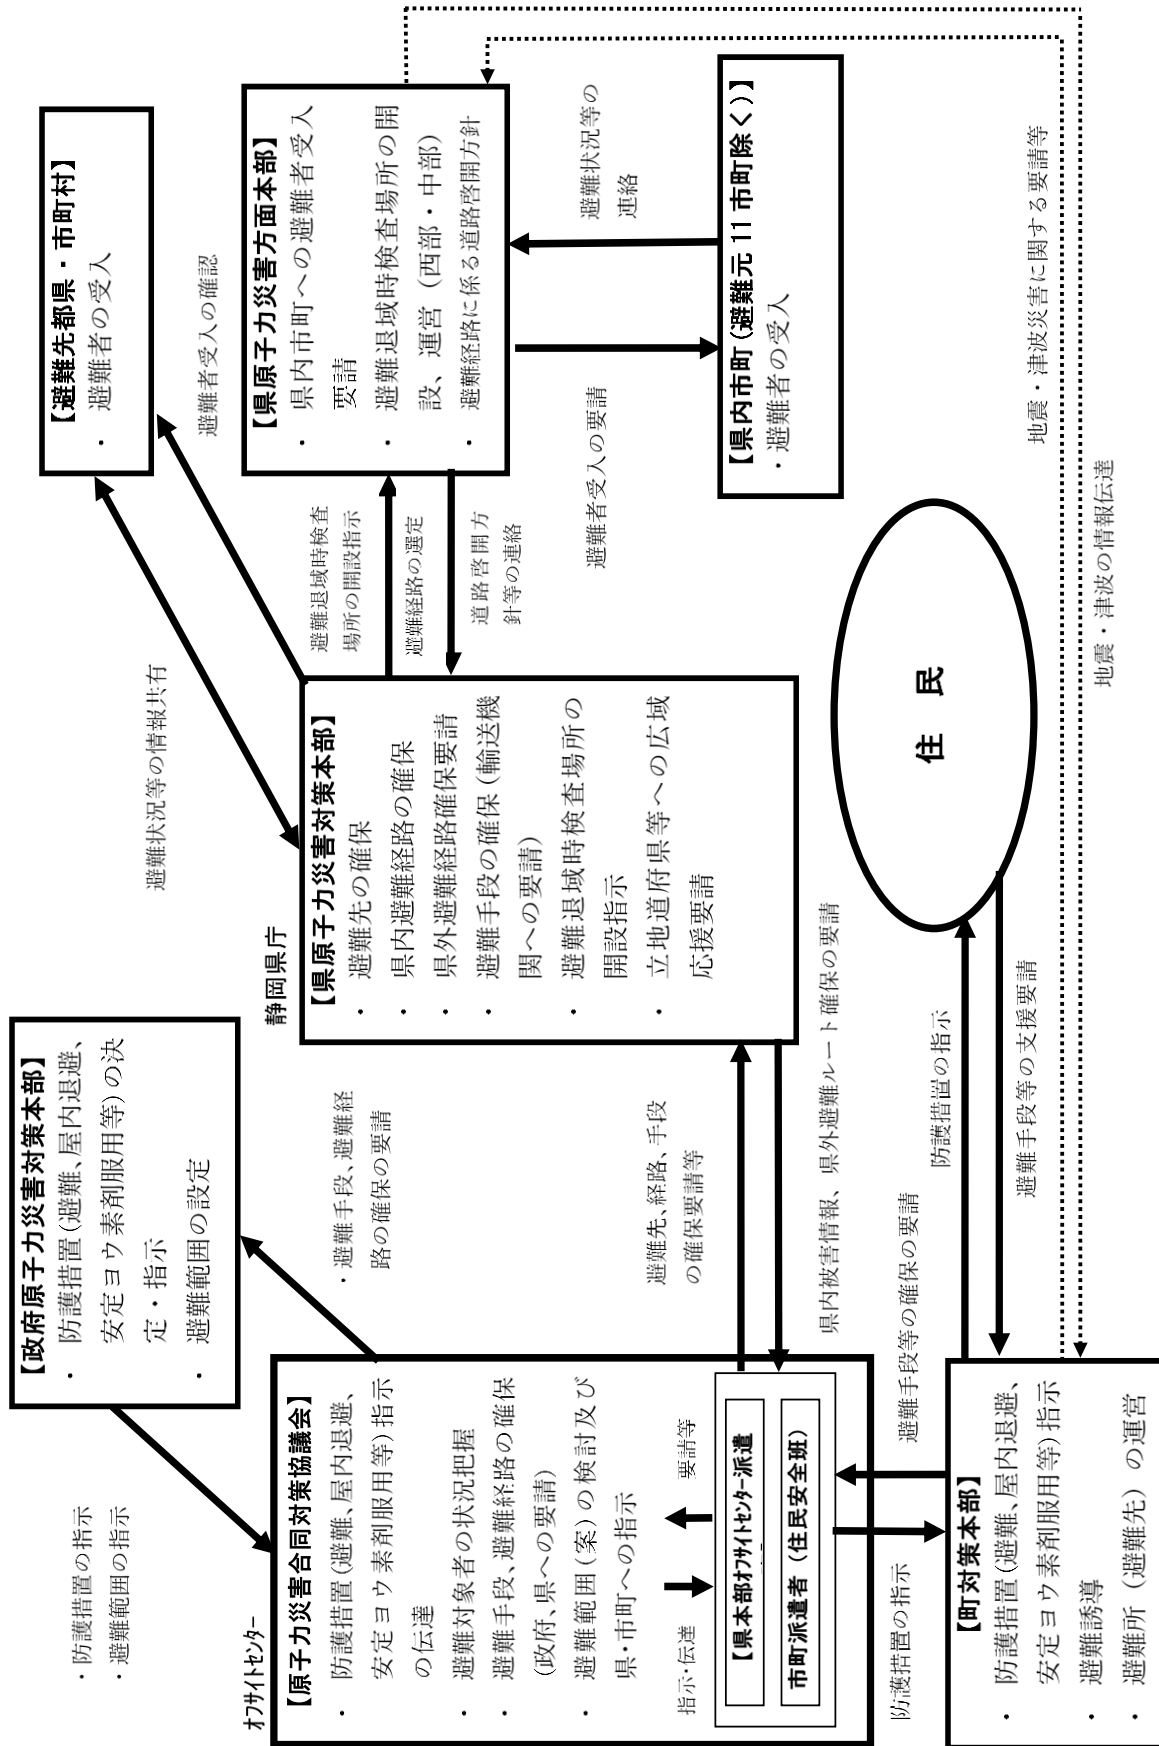 ・防護措置の指示
・避難範囲の指示
【政府原子力災害対策本部】
・ 防護措置(避難、屋内退避、
安定ヨウ素剤服用等)の決
定・指示
・ 避難範囲の設定
・避難手段、避難経
路の確保の要請
オフサイトセンター
【原子力災害合同対策協議会】
・ 防護措置(避難、屋内退避、
安定ヨウ素剤服用等)指示
の伝達
・ 避難対象者の状況把握
・ 避難手段、避難経路の確保
(政府、県への要請)
・ 避難範囲(案)の検討及び
県・市町への指示
指示・伝達
要請等
【県本部オフサイトセンター派遣
市町派遣者（住民安全班）
避難先、経路、手段
の確保要請等
県内被害情報、県外避難ルート確保の要請
静岡県庁
【県原子力災害対策本部】
・ 避難先の確保
・ 県内避難経路の確保
・ 県外避難経路確保要請
・ 避難手段の確保(輸送機
関への要請)
・ 避難退域時検査場所の
開設指示
・ 立地道府県等への広域
応援要請
避難状況等の情報共有
避難者受入の確認
【避難先都県・市町村】
・ 避難者の受入
避難退域時検査
場所の開設指示
避難経路の選定
道路啓開方
針等の連絡
【県原子力災害方面本部】
・ 県内市町への避難者受入
要請
・ 避難退域時検査場所の開
設、運営（西部・中部）
・ 避難経路に係る道路啓開方針
避難者受入の要請
避難状況等の
連絡
【県内市町(避難元 11 市町除く)】
・避難者の受入
防護措置の指示
避難手段等の確保の要請
【町対策本部】
・ 防護措置(避難、屋内退避、
安定ヨウ素剤服用等)指示
・ 避難誘導
・ 避難所（避難先）の運営
防護措置の指示
避難手段等の支援要請
住 民
地震・津波災害に関する要請等
地震・津波の情報伝達